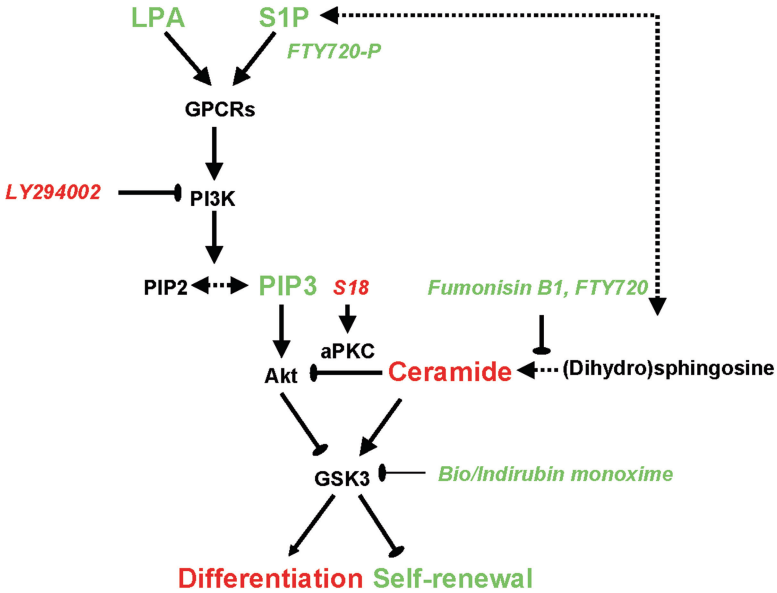 LPA S1P
FTY720-P
GPCRs
LY294002 PI3K
PIP2 PIP3 S18 Fumonisin B1, FTY720
aPKC
Akt Ceramide (Dihydro)sphingosine
GSK3 Bio/Indirubin monoxime
Differentiation Self-renewal